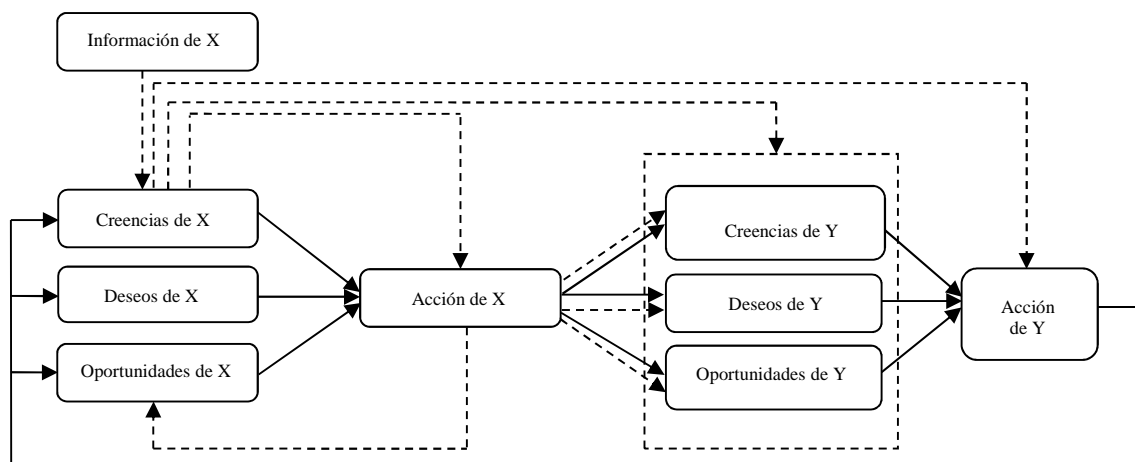 Información de X
Creencias de X
Deseos de X
Oportunidades de X
Acción de X
Creencias de Y
Deseos de Y
Oportunidades de Y
Acción
de Y